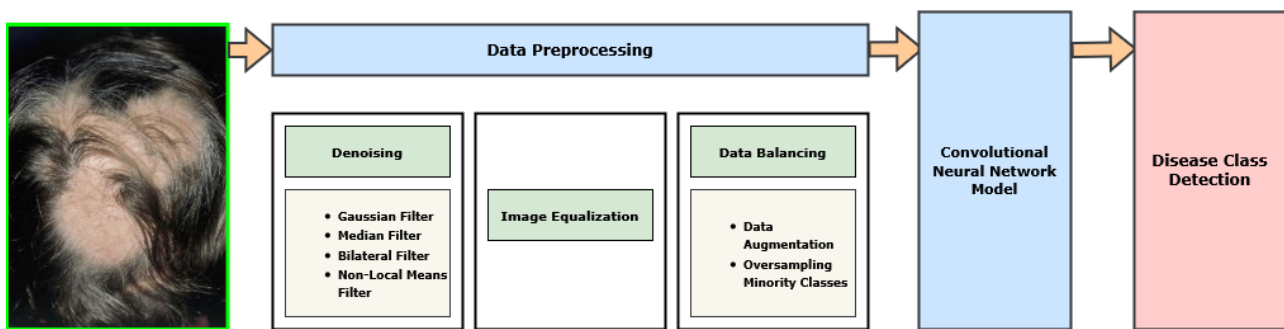 Data Preprocessing
Denoising
• Gaussian Filter
• Median Filter
• Bilateral Filter
• Non-Local Means
Filter
Image Equalization
Data Balancing
• Data
Augmentation
• Oversampling
Minority Classes
Convolutional
Neural Network
Model
Disease Class
Detection